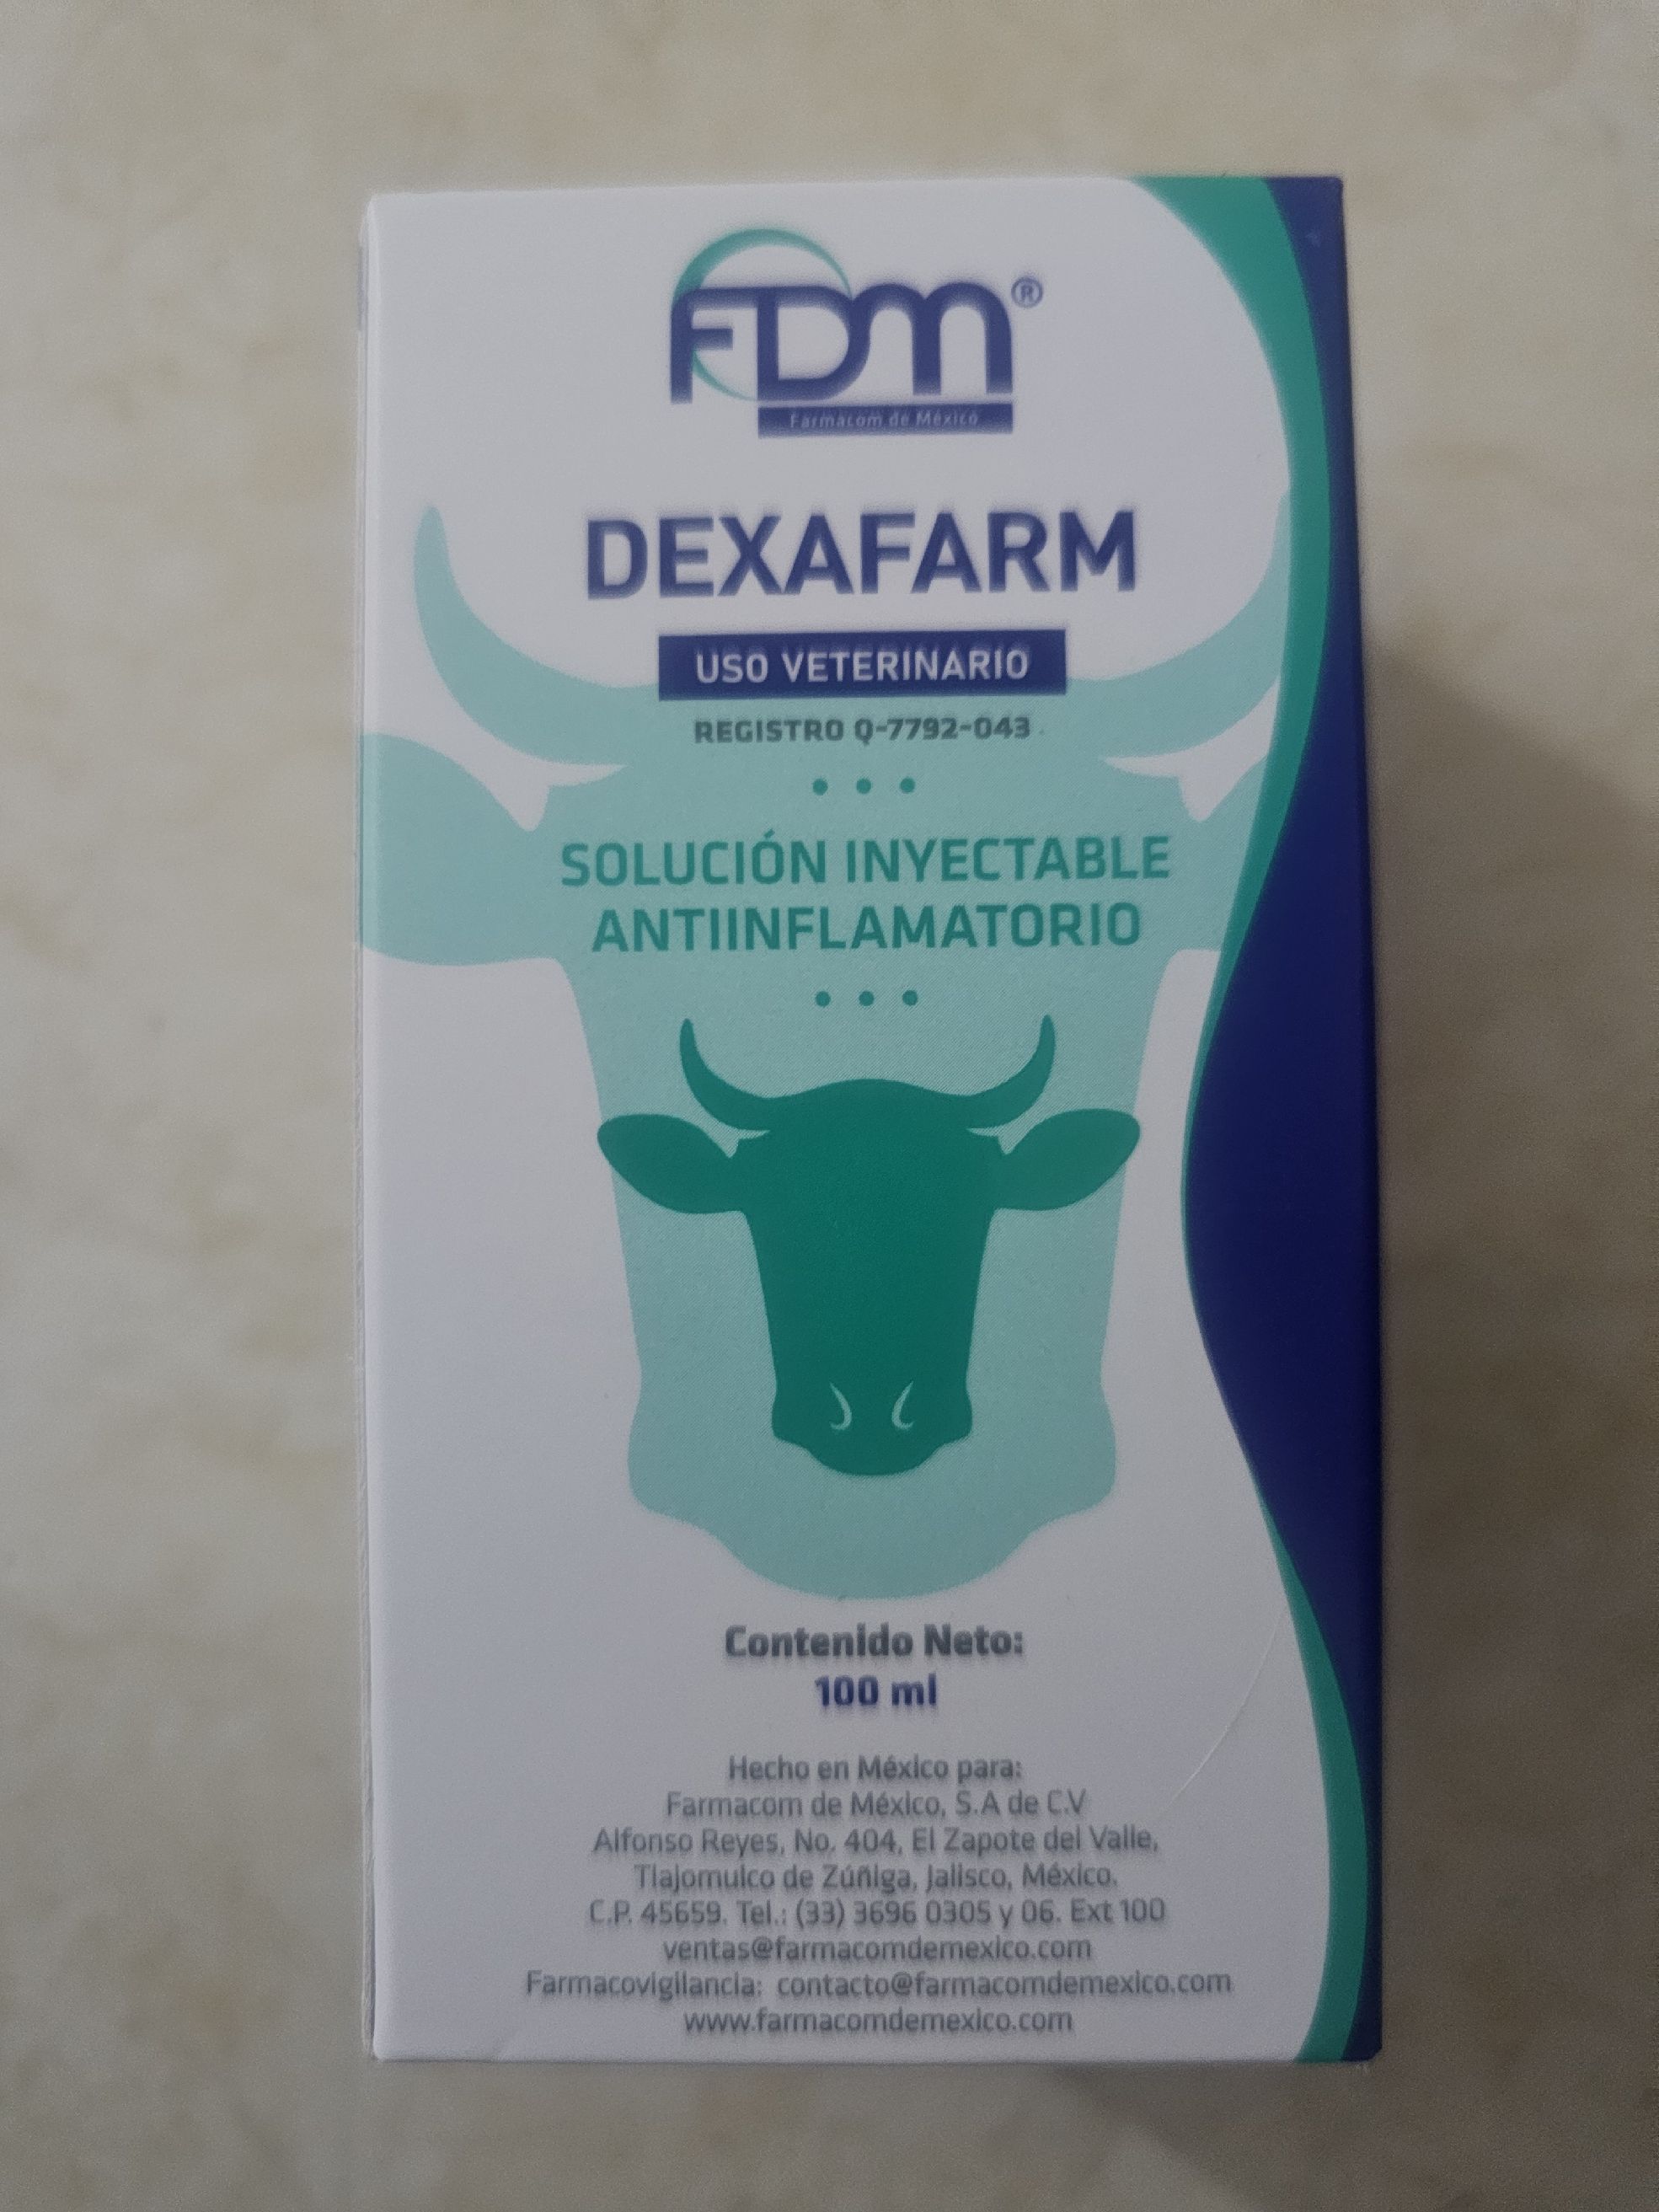 FDM®
Farmacom de México
DEXAFARM
USO VETERINARIO
REGISTRO Q-7792-043
SOLUCIÓN INYECTABLE
ANTIINFLAMATORIO
Contenido Neto:
100 ml
Hecho en México para:
Farmacom de México, S.A de C.V
Alfonso Reyes, No. 404, El Zapote del Valle,
Tlajomulco de Zúñiga, Jalisco, México.
C.P. 45659. Tel.: (33) 3696 0305 y 06. Ext 100
ventas@farmacomdemexico.com
Farmacovigilancia: contacto@farmacomdemexico.com
www.farmacomdemexico.com